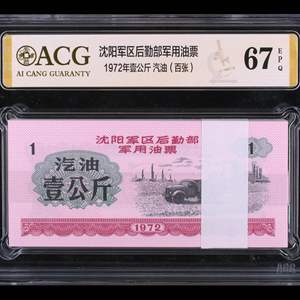 ACG
AI CANG GUARANTY
沈阳军区后勤部军用油票
1972年壹公斤 汽油（百张）
67
EPQ
沈阳军区后勤部
军用油票
1
1
汽油
壹公斤
1972